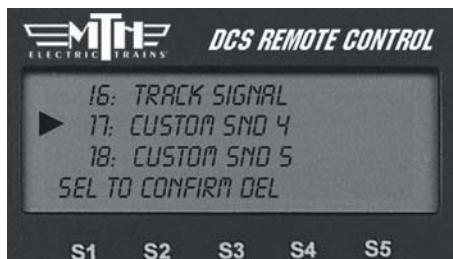 MTH
ELECTRIC TRAINS
DCS REMOTE CONTROL
16: TRACK SIGNAL
17: CUSTOM SND 4
18: CUSTOM SND 5
SEL TO CONFIRM DEL
S1 S2 S3 S4 S5